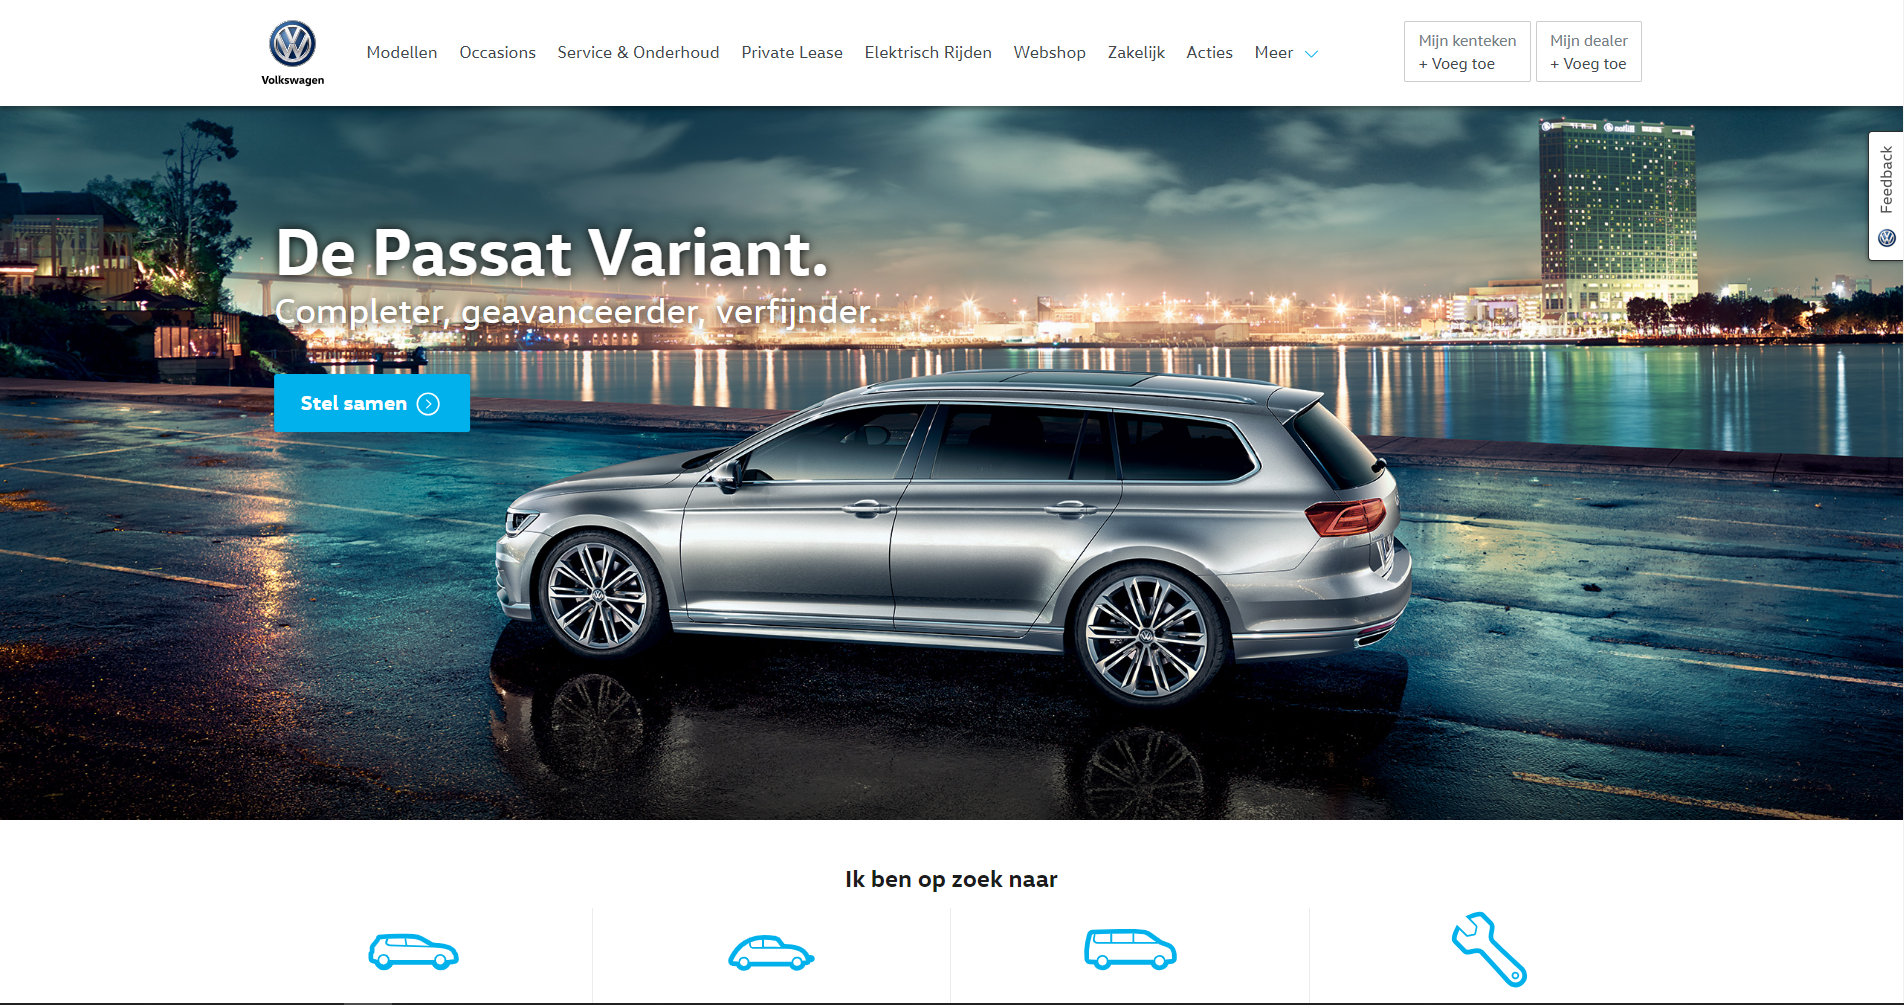 Volkswagen
Modellen Occasions Service & Onderhoud Private Lease Elektrisch Rijden Webshop Zakelijk Acties Meer
Mijn kenteken
+ Voeg toe
Mijn dealer
+ Voeg toe
Feedback
De Passat Variant.
Completer, geavanceerder, verfijnder.
Stel samen
Ik ben op zoek naar